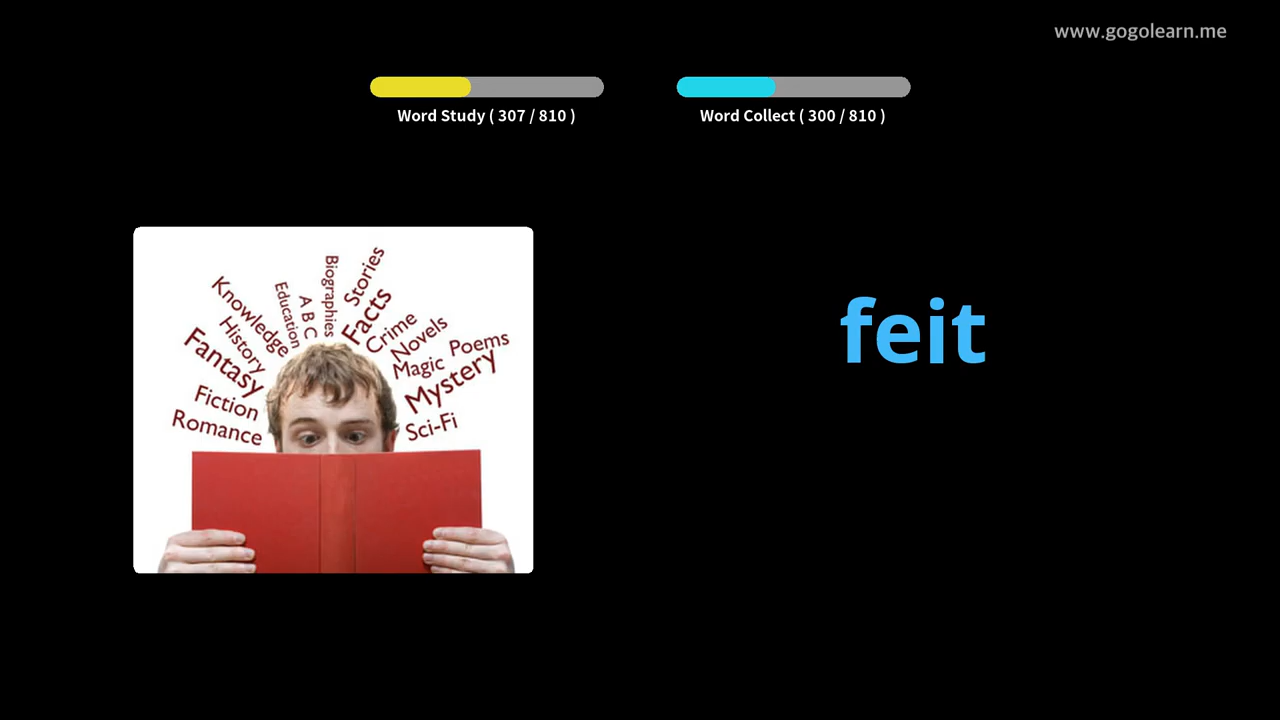 www.gogolearn.me
Word Study ( 307 / 810 )
Word Collect ( 300 / 810 )
feit
Romance
Fiction
Fantasy
History
Knowledge
Education
A B C
Biographies
Stories
Facts
Crime
Novels
Magic
Poems
Mystery
Sci-Fi